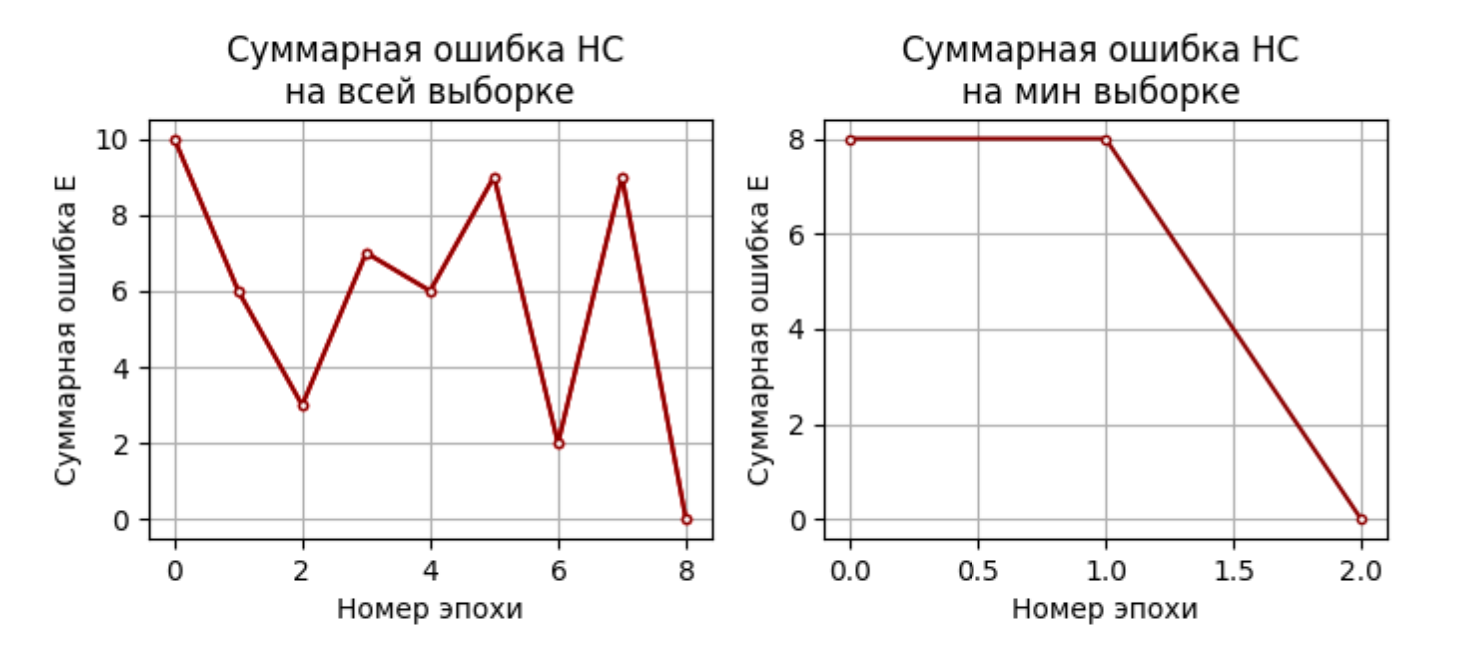 Суммарная ошибка НС
на всей выборке
Суммарная ошибка E
10
8
6
4
2
0
0 2 4 6 8
Номер эпохи
Суммарная ошибка НС
на мин выборке
Суммарная ошибка E
8
6
4
2
0
0.0 0.5 1.0 1.5 2.0
Номер эпохи